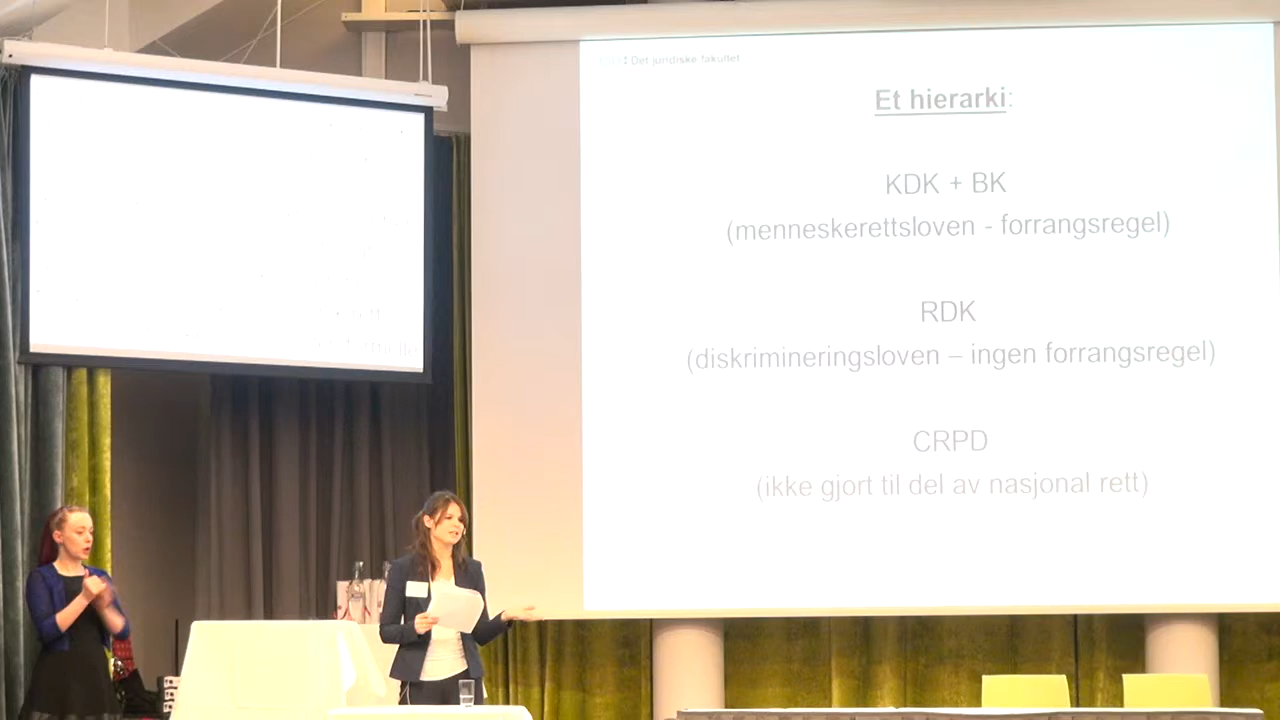 Det juridiske fakultet
Et hierarki:
KDK + BK
(menneskerettsloven - forrangsregel)
RDK
(diskrimineringsloven – ingen forrangsregel)
CRPD
(ikke gjort til del av nasjonal rett)